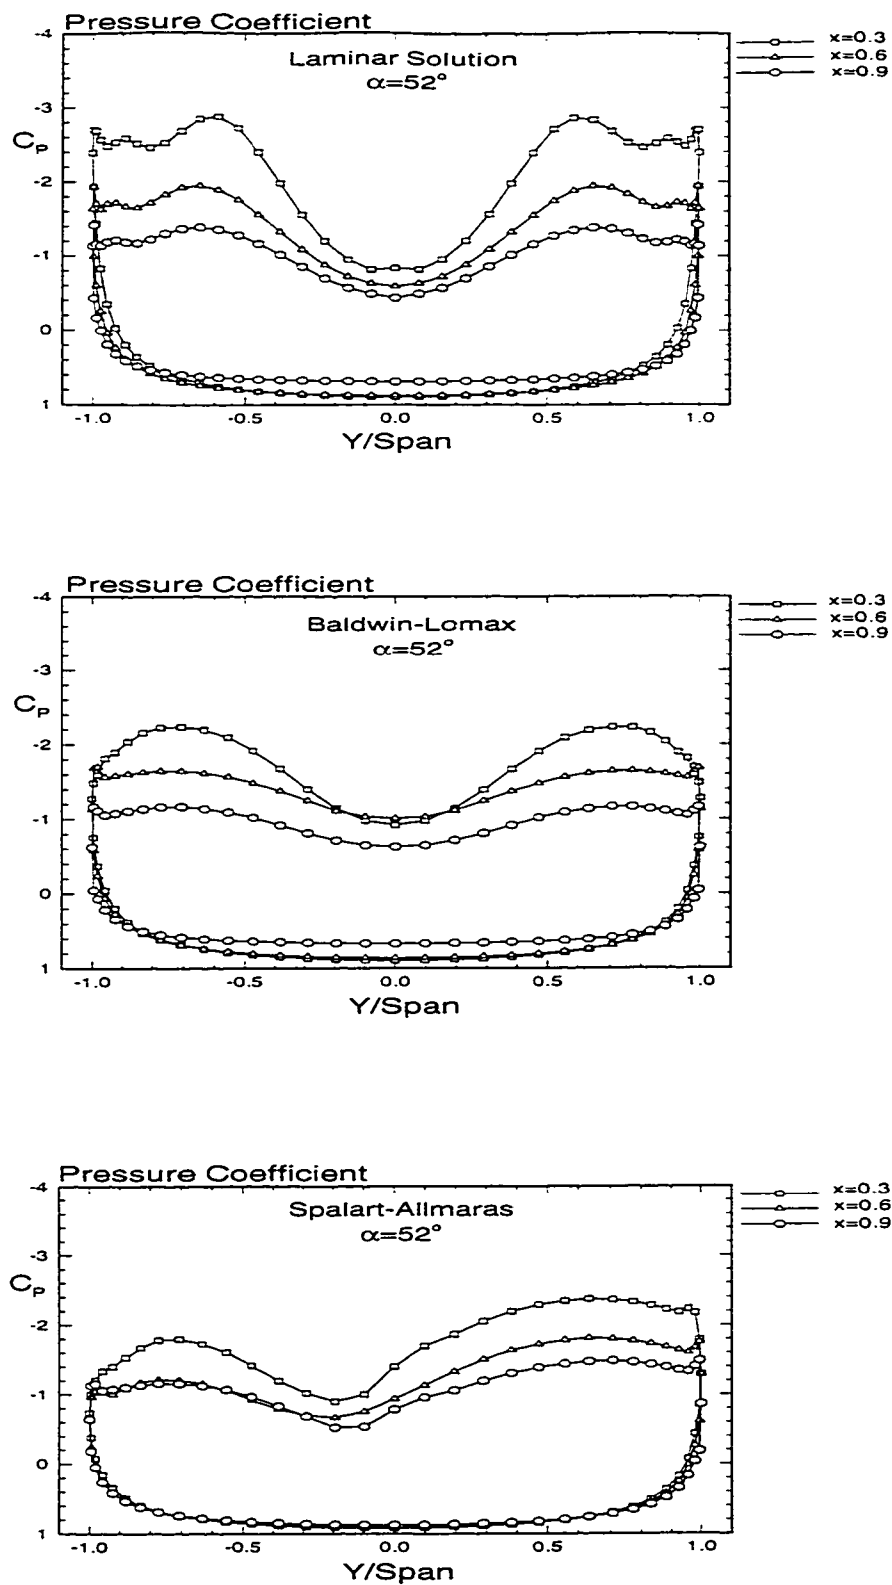 Pressure Coefficient
-4
-3
-2
-1
0
1
C_P
Laminar Solution
α=52°
x=0.3
x=0.6
x=0.9
-1.0 -0.5 0.0 0.5 1.0
Y/Span
Pressure Coefficient
-4
-3
-2
-1
0
1
C_P
Baldwin-Lomax
α=52°
x=0.3
x=0.6
x=0.9
-1.0 -0.5 0.0 0.5 1.0
Y/Span
Pressure Coefficient
-4
-3
-2
-1
0
1
C_P
Spalart-Allmaras
α=52°
x=0.3
x=0.6
x=0.9
-1.0 -0.5 0.0 0.5 1.0
Y/Span